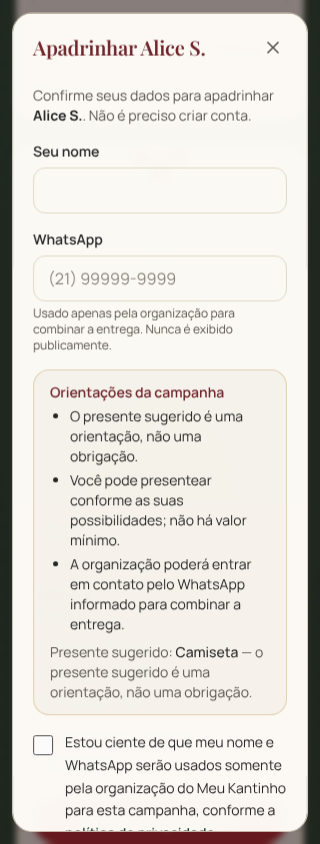 Apadrinhar Alice S.
Confirme seus dados para apadrinhar
Alice S.. Não é preciso criar conta.
Seu nome
WhatsApp
(21) 99999-9999
Usado apenas pela organização para
combinar a entrega. Nunca é exibido
publicamente.
Orientações da campanha
• O presente sugerido é uma
orientação, não uma
obrigação.
• Você pode presentear
conforme as suas
possibilidades; não há valor
mínimo.
• A organização poderá entrar
em contato pelo WhatsApp
informado para combinar a
entrega.
Presente sugerido: Camiseta — o
presente sugerido é uma
orientação, não uma obrigação.
Estou ciente de que meu nome e
WhatsApp serão usados somente
pela organização do Meu Kantinho
para esta campanha, conforme a
política de privacidade